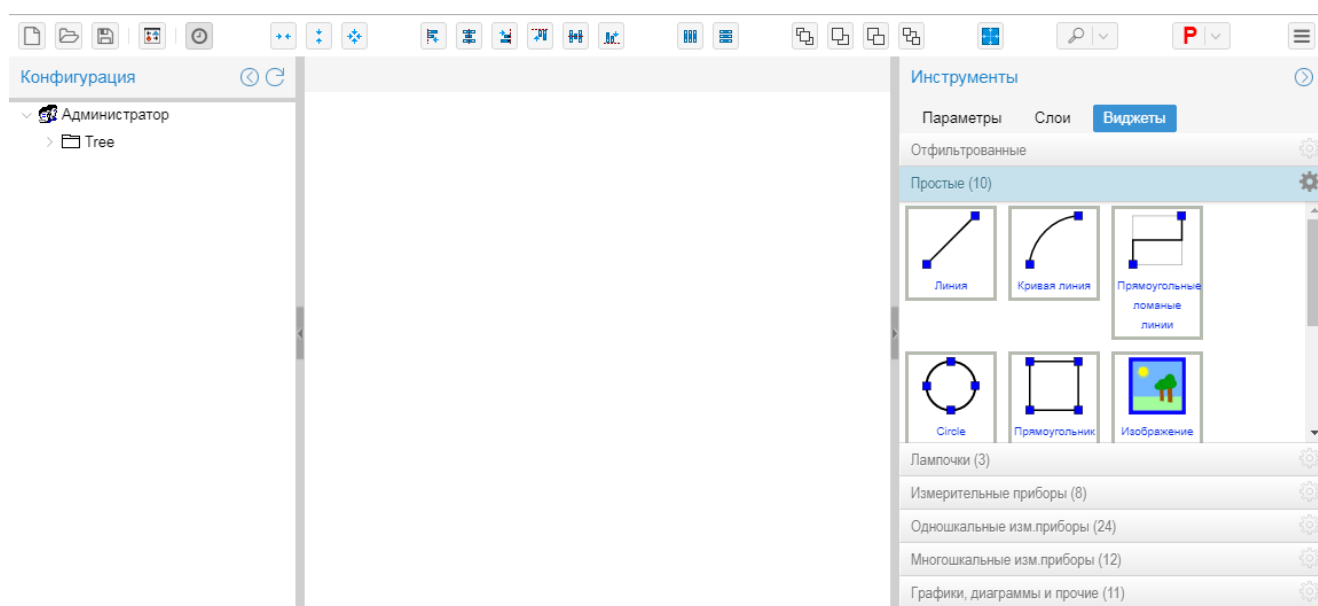 P
Конфигурация
Администратор
Tree
Инструменты
Параметры Слои Виджеты
Отфильтрованные
Простые (10)
Линия
Кривая линия
Прямоугольные
ломаные
линии
Circle
Прямоугольник
Изображение
Лампочки (3)
Измерительные приборы (8)
Одношкальные изм.приборы (24)
Многошкальные изм.приборы (12)
Графики, диаграммы и прочие (11)